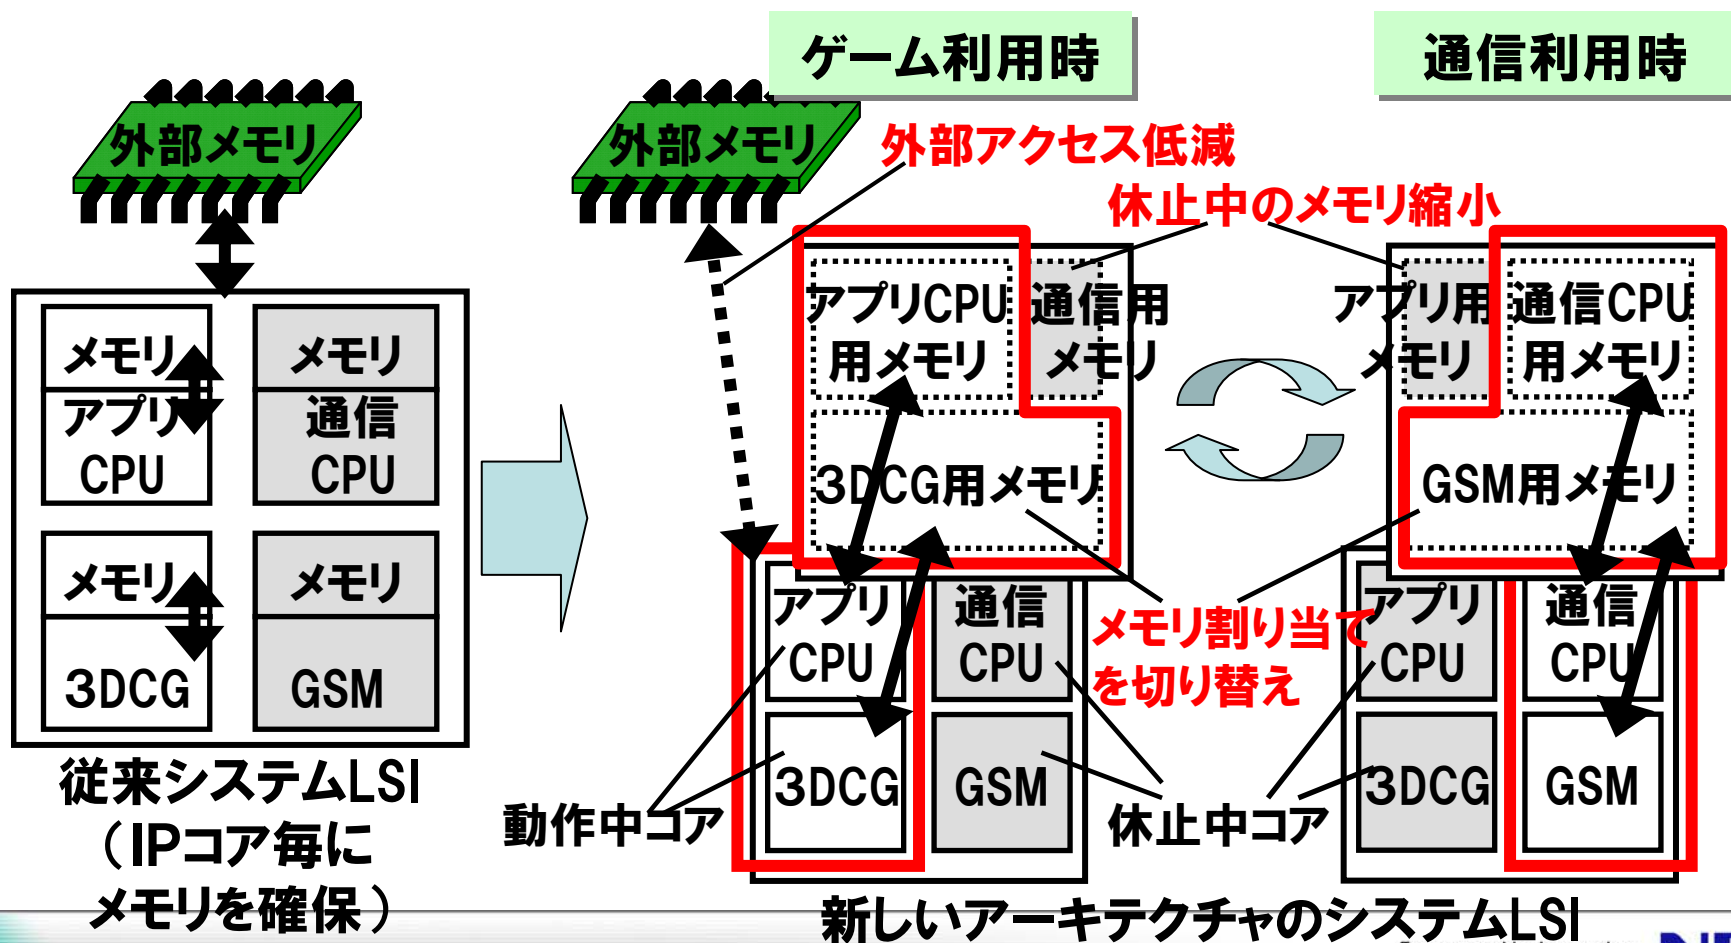 ゲーム利用時
通信利用時
外部メモリ
外部メモリ
外部アクセス低減
休止中のメモリ縮小
メモリ
アプリ
CPU
メモリ
通信
CPU
メモリ
3DCG
メモリ
GSM
従来システムLSI
（IPコア毎に
メモリを確保）
アプリCPU
用メモリ
通信用
メモリ
3DCG用メモリ
アプリ
CPU
通信
CPU
3DCG
GSM
動作中コア
アプリ用
メモリ
通信CPU
用メモリ
GSM用メモリ
メモリ割り当て
を切り替え
アプリ
CPU
通信
CPU
3DCG
GSM
休止中コア
新しいアーキテクチャのシステムLSI